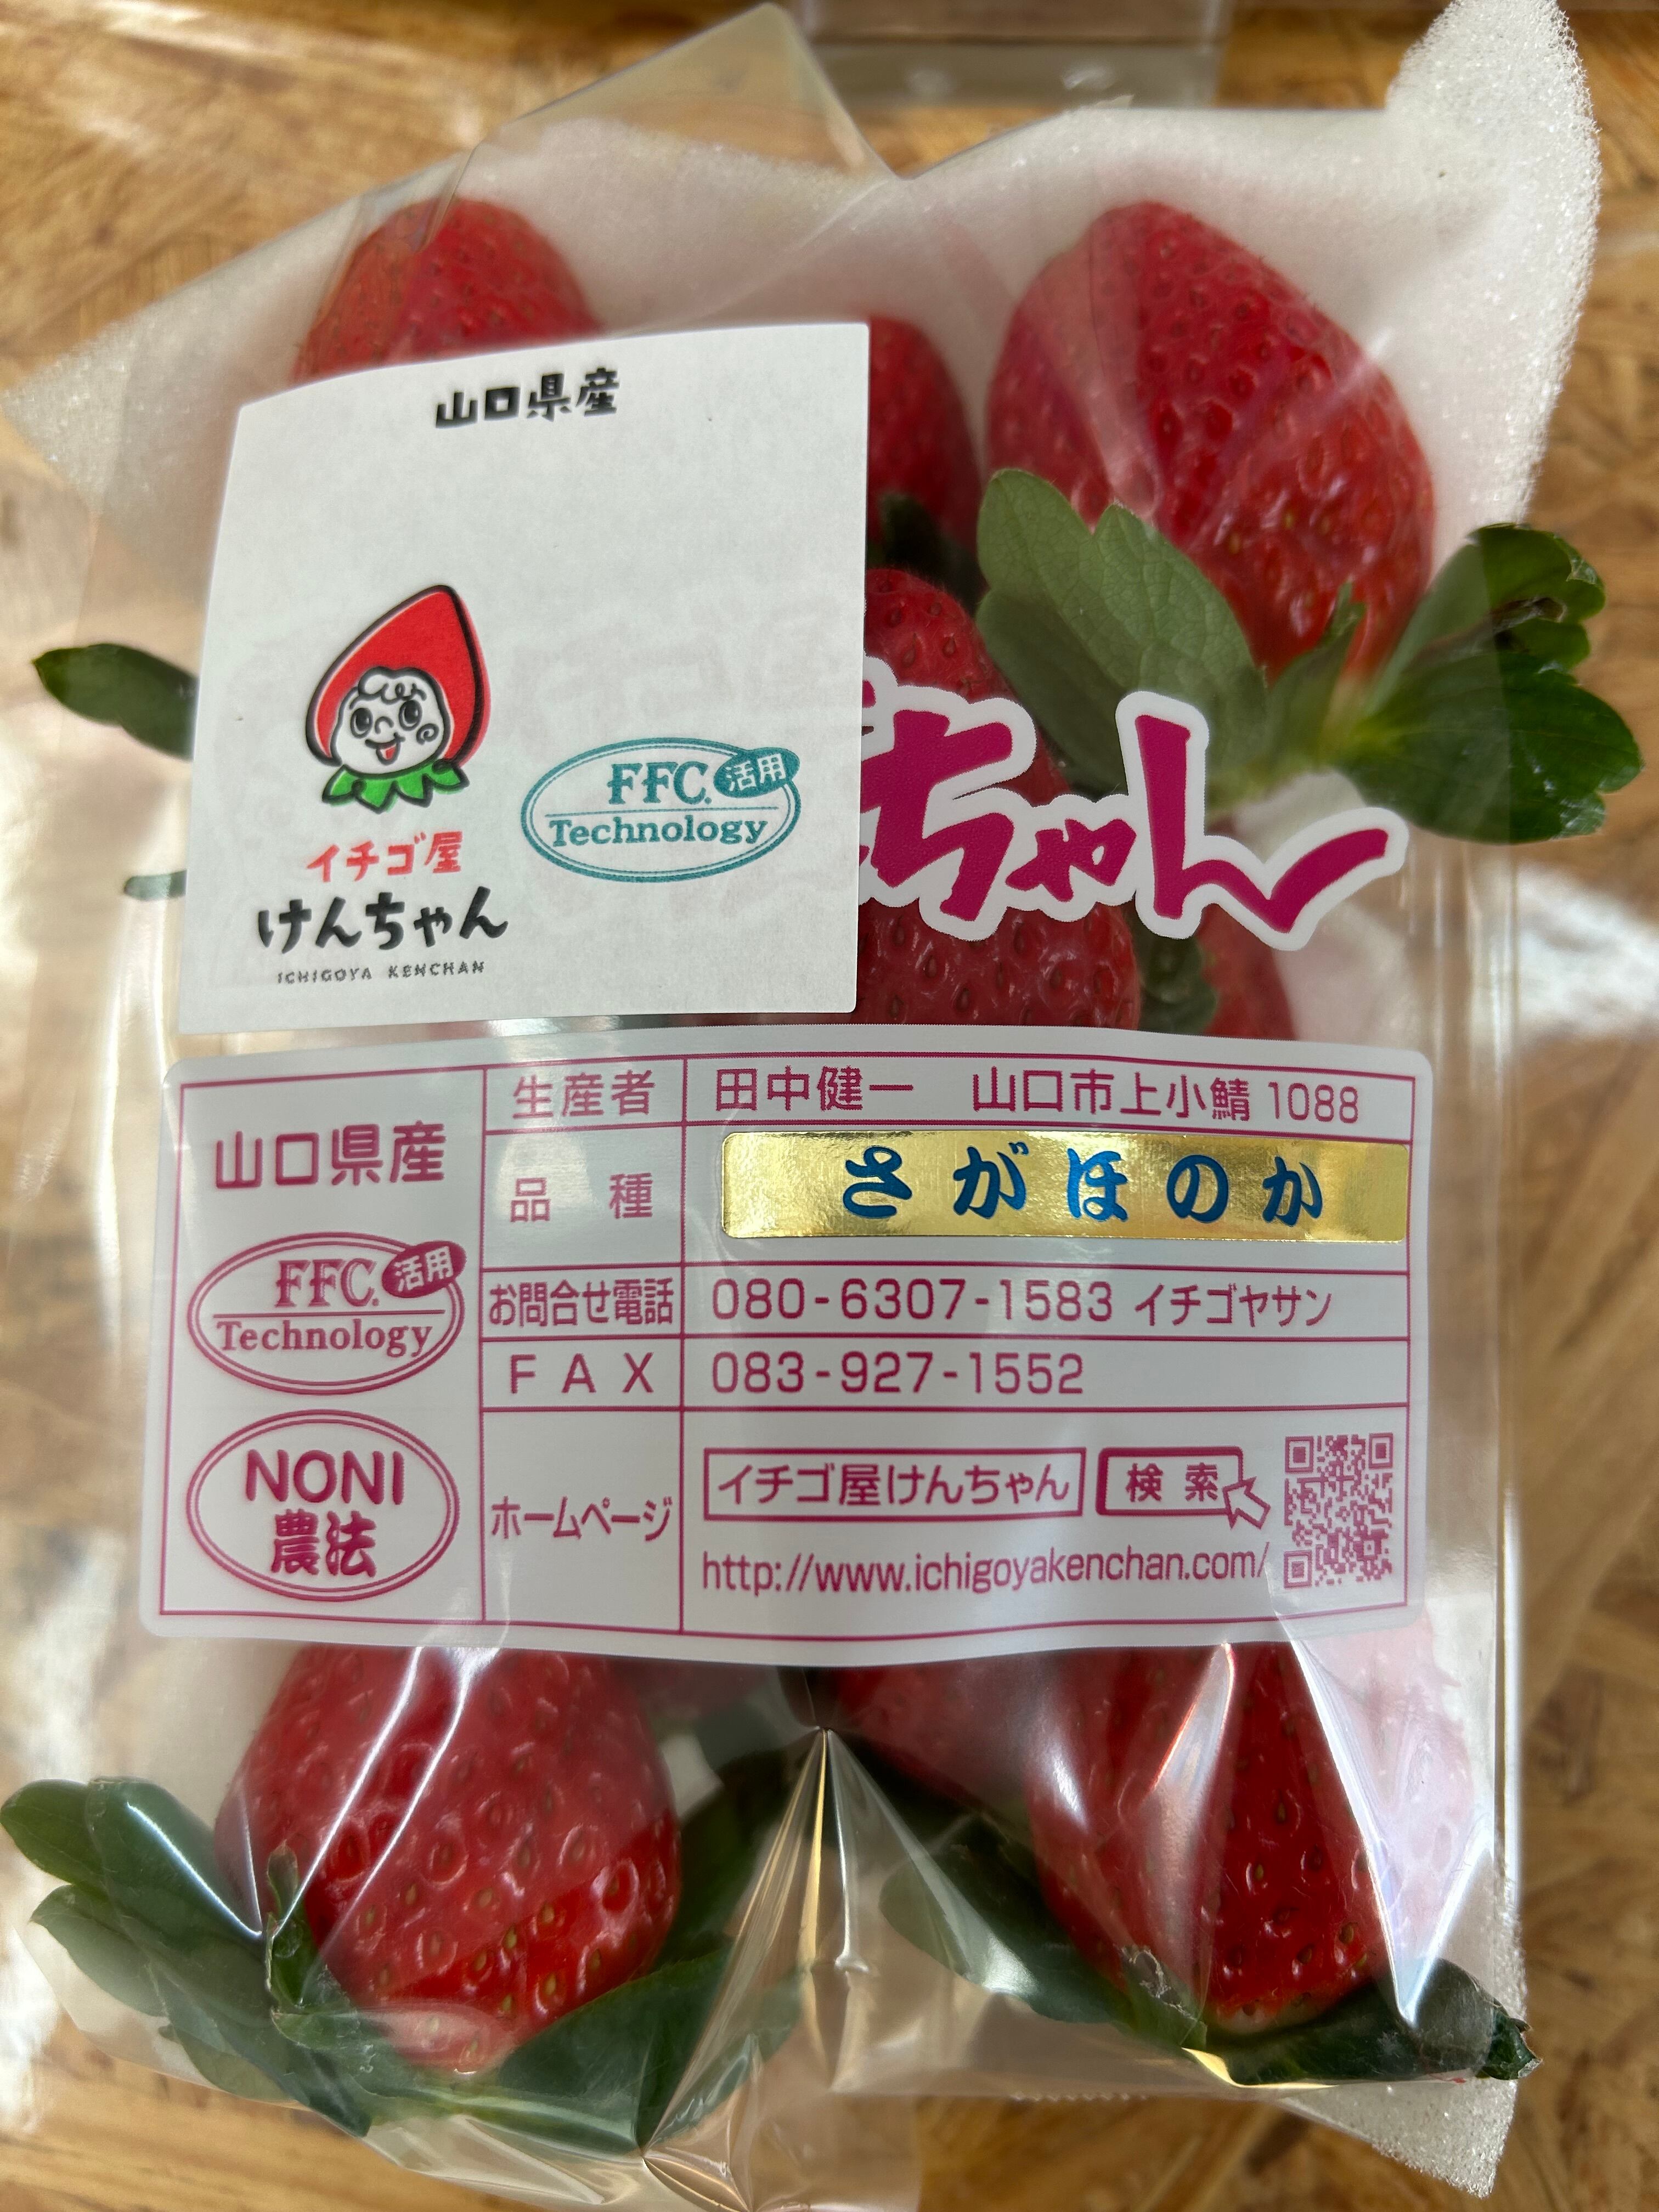 山口県産
イチゴ屋
けんちゃん
ICHIGOYA KENCHAN
FFC. 活用
Technology
ちゃん
山口県産
FFC. 活用
Technology
NONI
農法
生産者 田中健一 山口市上小鯖 1088
品種 さがほのか
お問合せ電話 080-6307-1583 イチゴヤサン
FAX 083-927-1552
ホームページ イチゴ屋けんちゃん 検索
http://www.ichigoyakenchan.com/